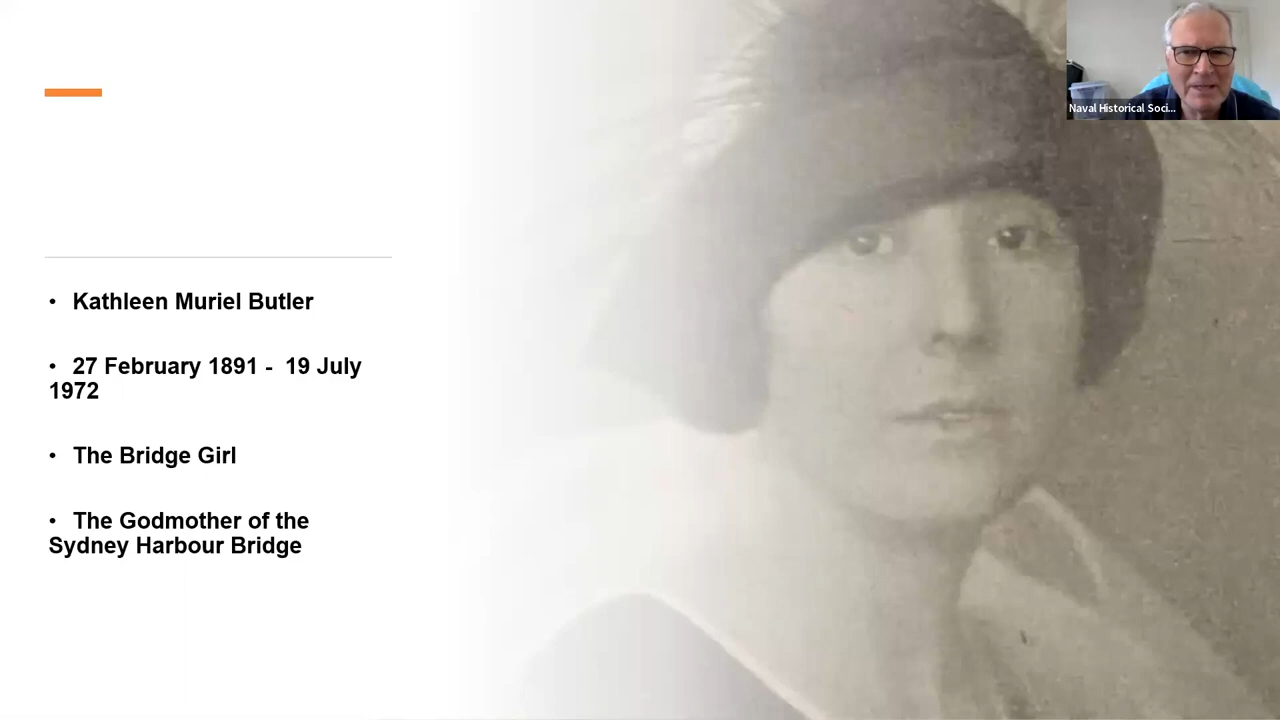 Naval Historical Soci...
• Kathleen Muriel Butler
• 27 February 1891 - 19 July
1972
• The Bridge Girl
• The Godmother of the
Sydney Harbour Bridge